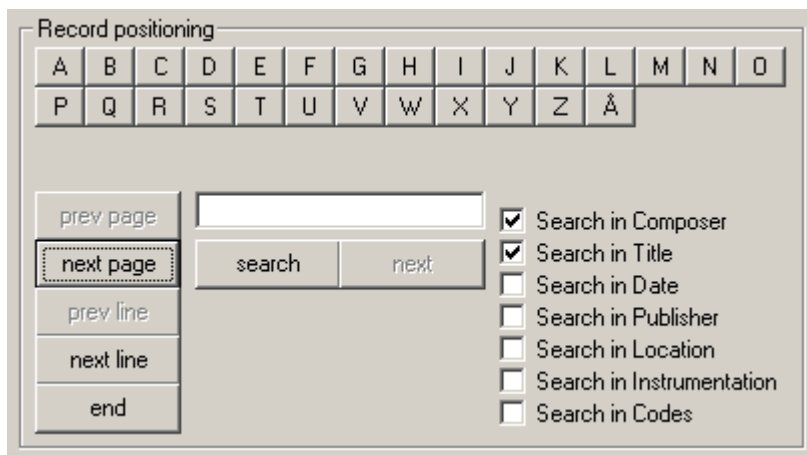 Record positioning
A B C D E F G H I J K L M N O
P Q R S T U V W X Y Z Å
prev page
next page
prev line
next line
end
search next
Search in Composer
Search in Title
Search in Date
Search in Publisher
Search in Location
Search in Instrumentation
Search in Codes